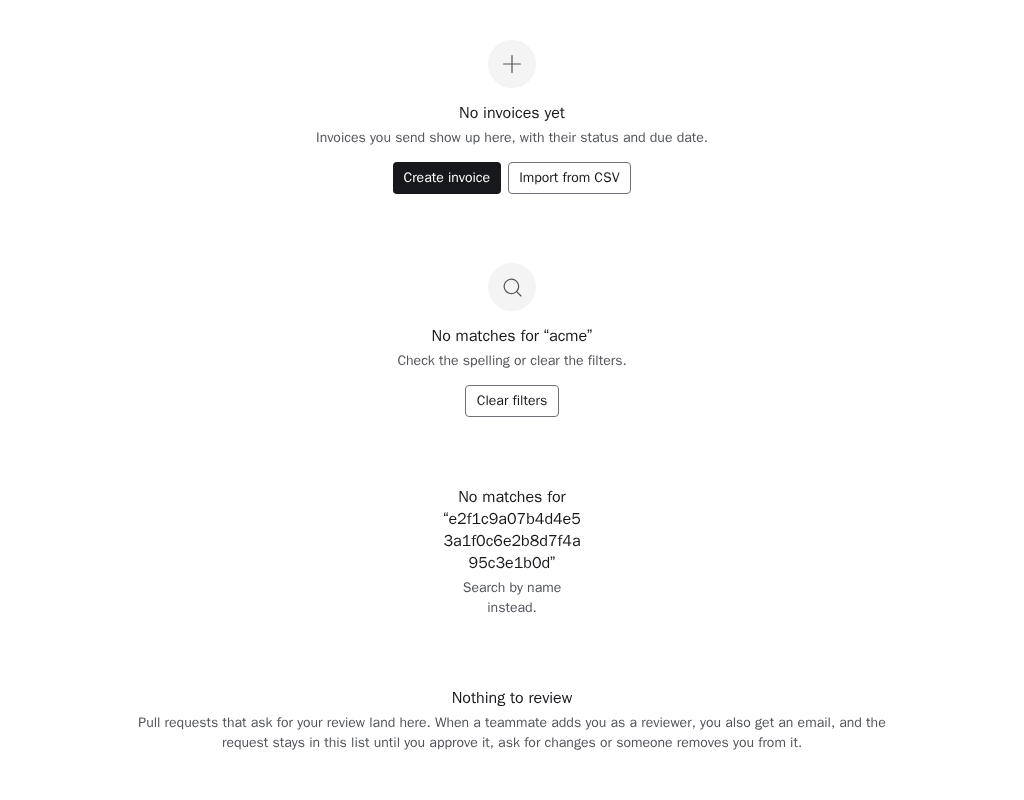 No invoices yet
Invoices you send show up here, with their status and due date.
Create invoice
Import from CSV
No matches for “acme”
Check the spelling or clear the filters.
Clear filters
No matches for
“e2f1c9a07b4d4e5
3a1f0c6e2b8d7f4a
95c3e1b0d”
Search by name
instead.
Nothing to review
Pull requests that ask for your review land here. When a teammate adds you as a reviewer, you also get an email, and the
request stays in this list until you approve it, ask for changes or someone removes you from it.